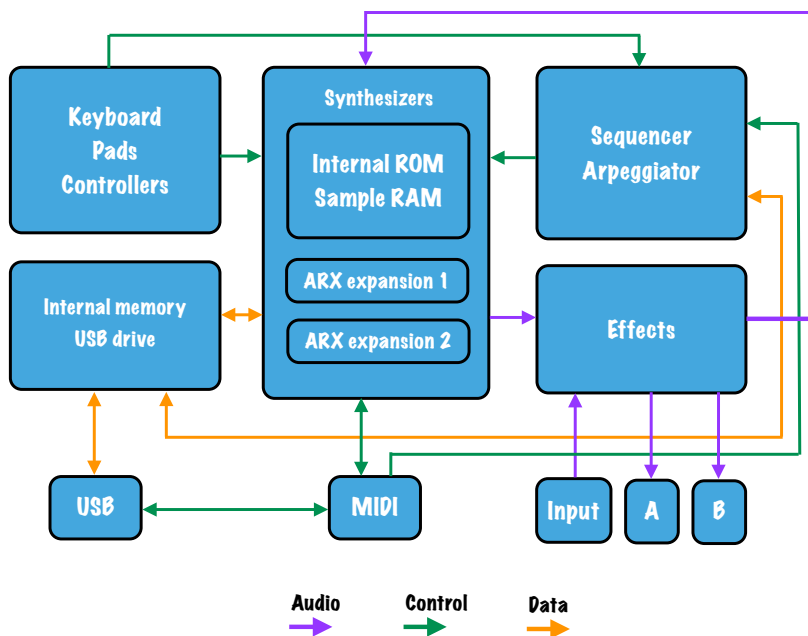 Keyboard
Pads
Controllers
Synthesizers
Internal ROM
Sample RAM
ARX expansion 1
ARX expansion 2
Sequencer
Arpeggiator
Internal memory
USB drive
Effects
USB
MIDI
Input
A
B
Audio
Control
Data